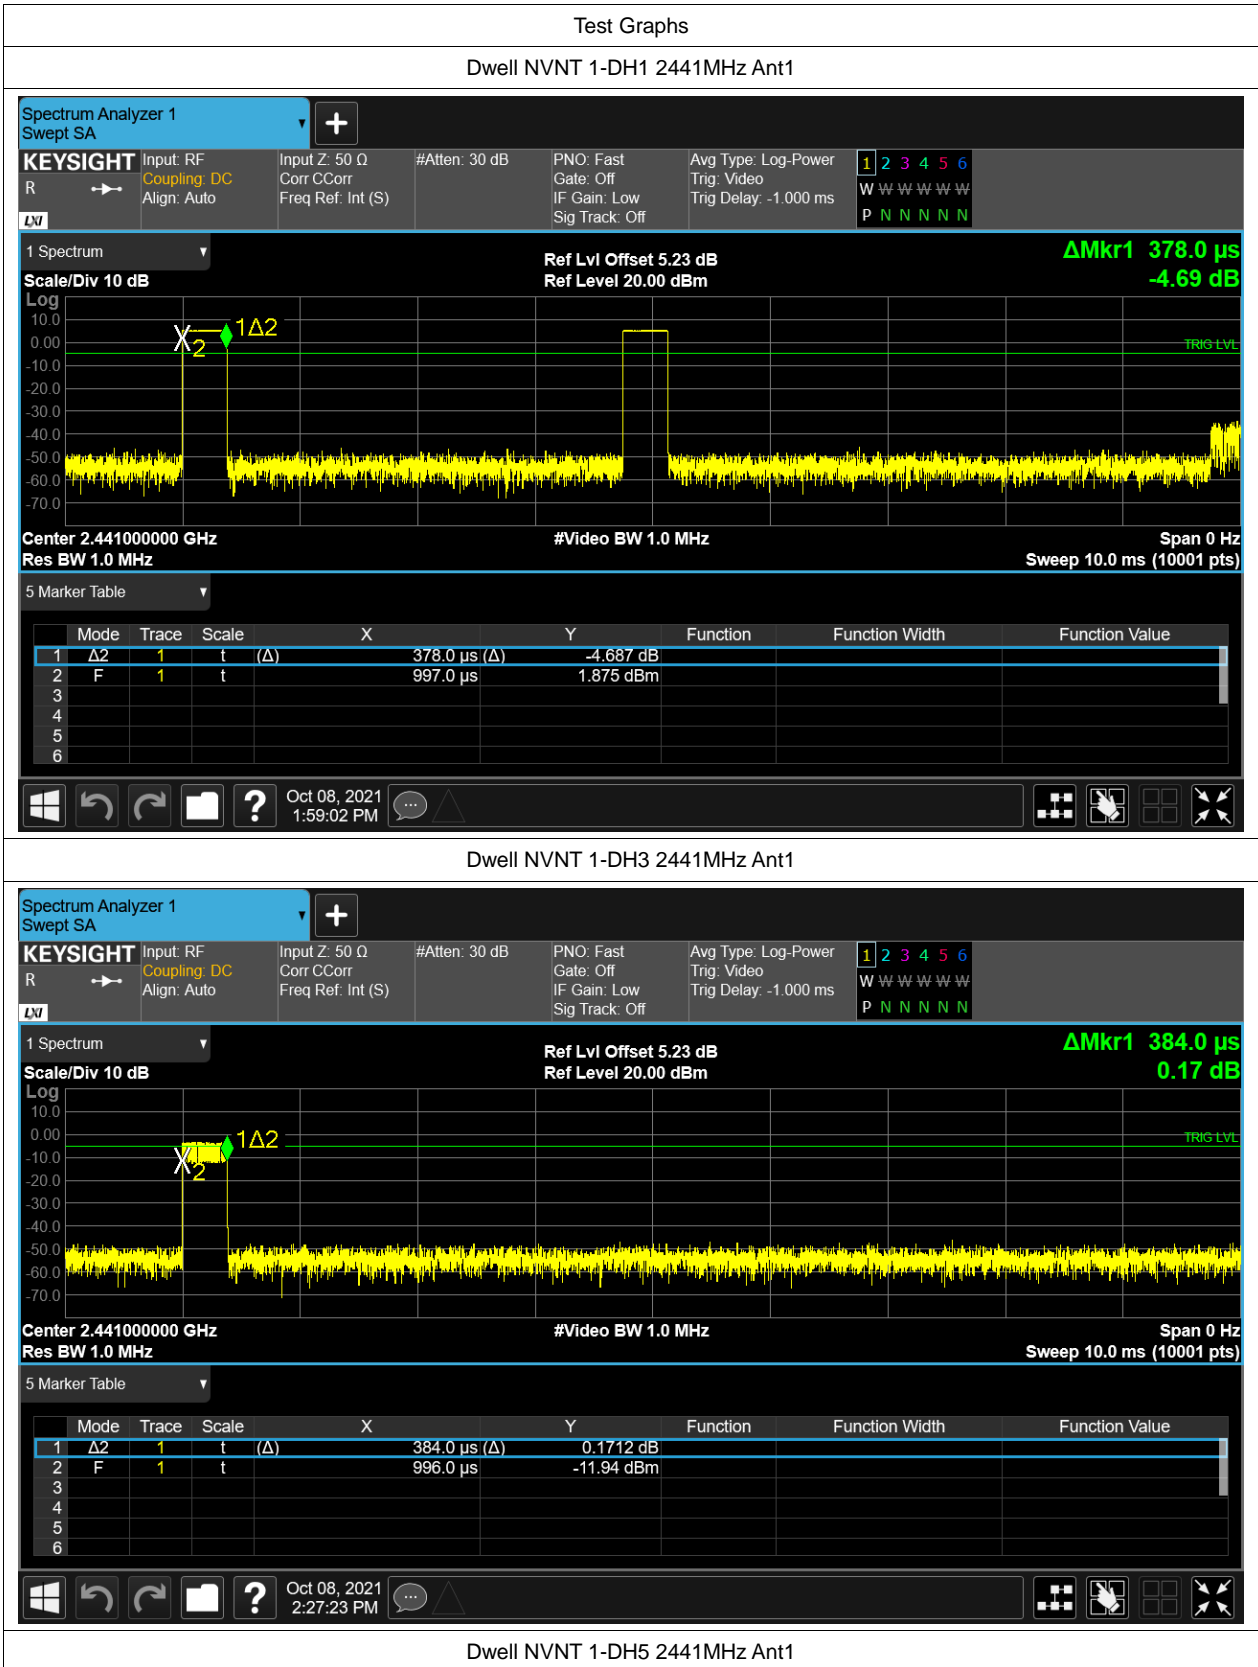 Test Graphs
Dwell NVNT 1-DH1 2441MHz Ant1
Spectrum Analyzer 1
Swept SA
KEYSIGHT Input: RF Input Z: 50 Ω #Atten: 30 dB PNO: Fast Avg Type: Log-Power 1 2 3 4 5 6
R Coupling: DC Corr CCorr Gate: Off Trig: Video W W W W W W
Align: Auto Freq Ref: Int (S) IF Gain: Low Trig Delay: -1.000 ms
LXI Sig Track: Off P N N N N N
1 Spectrum Ref Lvl Offset 5.23 dB ΔMkr1 378.0 µs
Scale/Div 10 dB Ref Level 20.00 dBm -4.69 dB
Log
10.0
0.00
-10.0
-20.0
-30.0
-40.0
-50.0
-60.0
-70.0
X 2 1Δ2
TRIG LVL
Center 2.441000000 GHz #Video BW 1.0 MHz Span 0 Hz
Res BW 1.0 MHz Sweep 10.0 ms (10001 pts)
5 Marker Table
Mode Trace Scale X Y Function Function Width Function Value
1 Δ2 1 t (Δ) 378.0 µs (Δ) -4.687 dB
2 F 1 t 997.0 µs 1.875 dBm
3
4
5
6
Oct 08, 2021
1:59:02 PM
Dwell NVNT 1-DH3 2441MHz Ant1
Spectrum Analyzer 1
Swept SA
KEYSIGHT Input: RF Input Z: 50 Ω #Atten: 30 dB PNO: Fast Avg Type: Log-Power 1 2 3 4 5 6
R Coupling: DC Corr CCorr Gate: Off Trig: Video W W W W W W
Align: Auto Freq Ref: Int (S) IF Gain: Low Trig Delay: -1.000 ms
LXI Sig Track: Off P N N N N N
1 Spectrum Ref Lvl Offset 5.23 dB ΔMkr1 384.0 µs
Scale/Div 10 dB Ref Level 20.00 dBm 0.17 dB
Log
10.0
0.00
-10.0
-20.0
-30.0
-40.0
-50.0
-60.0
-70.0
X 2 1Δ2
TRIG LVL
Center 2.441000000 GHz #Video BW 1.0 MHz Span 0 Hz
Res BW 1.0 MHz Sweep 10.0 ms (10001 pts)
5 Marker Table
Mode Trace Scale X Y Function Function Width Function Value
1 Δ2 1 t (Δ) 384.0 µs (Δ) 0.1712 dB
2 F 1 t 996.0 µs -11.94 dBm
3
4
5
6
Oct 08, 2021
2:27:23 PM
Dwell NVNT 1-DH5 2441MHz Ant1